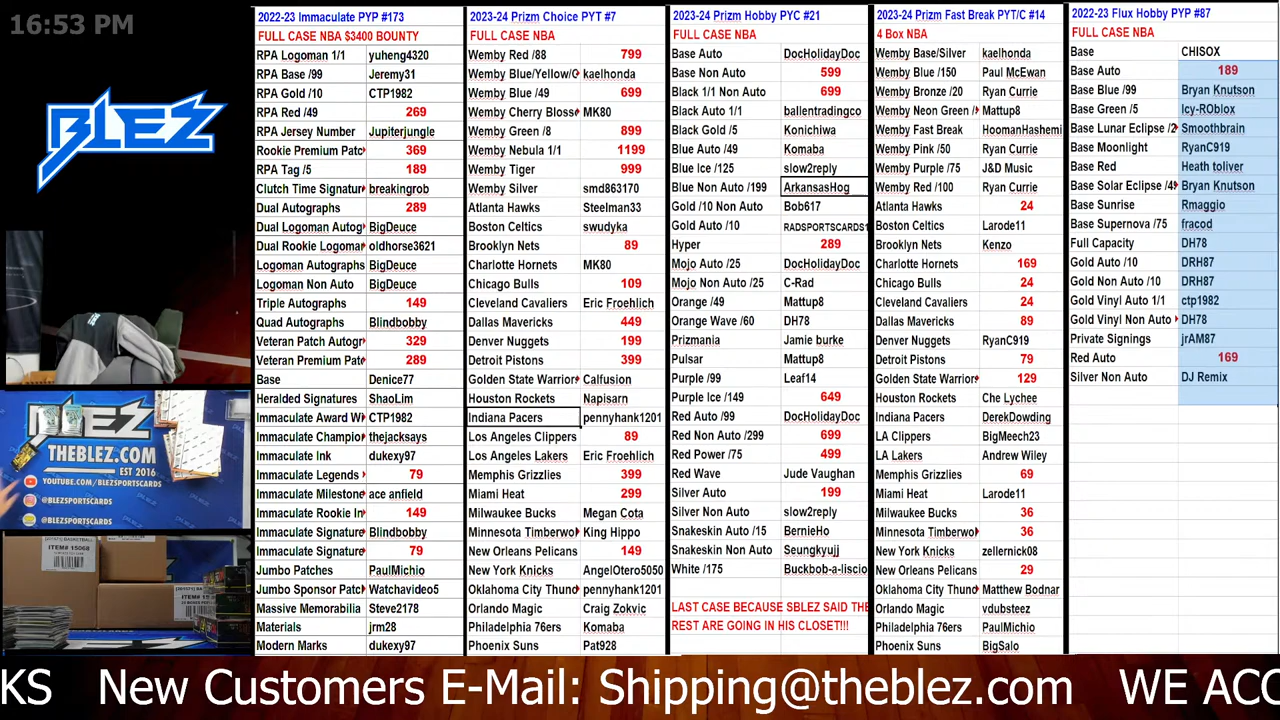 16:53 PM
BLEZ
BLEZ
THEBLEZ.COM
EST 2016
YOUTUBE.COM/BLEZSPORTSCARDS
@BLEZSPORTSCARDS
@BLEZSPORTCARDS
ITEM# 15068
2022-23 Immaculate PYP #173
FULL CASE NBA $3400 BOUNTY
RPA Logoman 1/1 yuheng4320
RPA Base /99 Jeremy31
RPA Gold /10 CTP1982
RPA Red /49 269
RPA Jersey Number Jupiterjungle
Rookie Premium Patc 369
RPA Tag /5 189
Clutch Time Signatur breakingrob
Dual Autographs 289
Dual Logoman Autog BigDeuce
Dual Rookie Logoma oldhorse3621
Logoman Autographs BigDeuce
Logoman Non Auto BigDeuce
Triple Autographs 149
Quad Autographs Blindbobby
Veteran Patch Autogr 329
Veteran Premium Pate 289
Base Denice77
Heralded Signatures ShaoLim
Immaculate Award Wi CTP1982
Immaculate Champio thejacksays
Immaculate Ink dukexy97
Immaculate Legends 79
Immaculate Milestone ace anfield
Immaculate Rookie In 149
Immaculate Signature Blindbobby
Immaculate Signature 79
Jumbo Patches PaulMichio
Jumbo Sponsor Patc Watchavideo5
Massive Memorabilia Steve2178
Materials jrm28
Modern Marks dukexy97
2023-24 Prizm Choice PYT #7
FULL CASE NBA
Wemby Red /88 799
Wemby Blue/Yellow/G kaelhonda
Wemby Blue /49 699
Wemby Cherry Blosso MK80
Wemby Green /8 899
Wemby Nebula 1/1 1199
Wemby Tiger 999
Wemby Silver smd863170
Atlanta Hawks Steelman33
Boston Celtics swudyka
Brooklyn Nets 89
Charlotte Hornets MK80
Chicago Bulls 109
Cleveland Cavaliers Eric Froehlich
Dallas Mavericks 449
Denver Nuggets 199
Detroit Pistons 399
Golden State Warrior Calfusion
Houston Rockets Napisarn
Indiana Pacers pennyhank1201
Los Angeles Clippers 89
Los Angeles Lakers Eric Froehlich
Memphis Grizzlies 399
Miami Heat 299
Milwaukee Bucks Megan Cota
Minnesota Timberwo King Hippo
New Orleans Pelicans 149
New York Knicks AngelOtero5050
Oklahoma City Thun pennyhank1201
Orlando Magic Craig Zokvic
Philadelphia 76ers Komaba
Phoenix Suns Pat928
2023-24 Prizm Hobby PYC #21
FULL CASE NBA
Base Auto DocHolidayDoc
Base Non Auto 599
Black 1/1 Non Auto 699
Black Auto 1/1 ballentradingco
Black Gold /5 Konichiwa
Blue Auto /49 Komaba
Blue Ice /125 slow2reply
Blue Non Auto /199 ArkansasHog
Gold /10 Non Auto Bob617
Gold Auto /10 RADSPORTSCARDS1
Hyper 289
Mojo Auto /25 DocHolidayDoc
Mojo Non Auto /25 C-Rad
Orange /49 Mattup8
Orange Wave /60 DH78
Prizmania Jamie burke
Pulsar Mattup8
Purple /99 Leaf14
Purple Ice /149 649
Red Auto /99 DocHolidayDoc
Red Non Auto /299 699
Red Power /75 499
Red Wave Jude Vaughan
Silver Auto 199
Silver Non Auto slow2reply
Snakeskin Auto /15 BernieHo
Snakeskin Non Auto Seungkyujj
White /175 Buckbob-a-liscio
LAST CASE BECAUSE SBLEZ SAID THE
REST ARE GOING IN HIS CLOSET!!!
2023-24 Prizm Fast Break PYT/C #14
4 Box NBA
Wemby Base/Silver kaelhonda
Wemby Blue /150 Paul McEwan
Wemby Bronze /20 Ryan Currie
Wemby Neon Green / Mattup8
Wemby Fast Break HoomanHashemi
Wemby Pink /50 Ryan Currie
Wemby Purple /75 J&D Music
Wemby Red /100 Ryan Currie
Atlanta Hawks 24
Boston Celtics Larode11
Brooklyn Nets Kenzo
Charlotte Hornets 169
Chicago Bulls 24
Cleveland Cavaliers 24
Dallas Mavericks 89
Denver Nuggets RyanC919
Detroit Pistons 79
Golden State Warrior 129
Houston Rockets Che Lychee
Indiana Pacers DerekDowding
LA Clippers BigMeech23
LA Lakers Andrew Wiley
Memphis Grizzlies 69
Miami Heat Larode11
Milwaukee Bucks 36
Minnesota Timberwo 36
New York Knicks zellernick08
New Orleans Pelicans 29
Oklahoma City Thund Matthew Bodnar
Orlando Magic vdubsteez
Philadelphia 76ers PaulMichio
Phoenix Suns BigSalo
2022-23 Flux Hobby PYP #87
FULL CASE NBA
Base CHISOX
Base Auto 189
Base Blue /99 Bryan Knutson
Base Green /5 Icy-ROblox
Base Lunar Eclipse /2 Smoothbrain
Base Moonlight RyanC919
Base Red Heath toliver
Base Solar Eclipse /4 Bryan Knutson
Base Sunrise Rmaggio
Base Supernova /75 fracod
Full Capacity DH78
Gold Auto /10 DRH87
Gold Non Auto /10 DRH87
Gold Vinyl Auto 1/1 ctp1982
Gold Vinyl Non Auto DH78
Private Signings jrAM87
Red Auto 169
Silver Non Auto DJ Remix
KS New Customers E-Mail: Shipping@theblez.com WE ACC